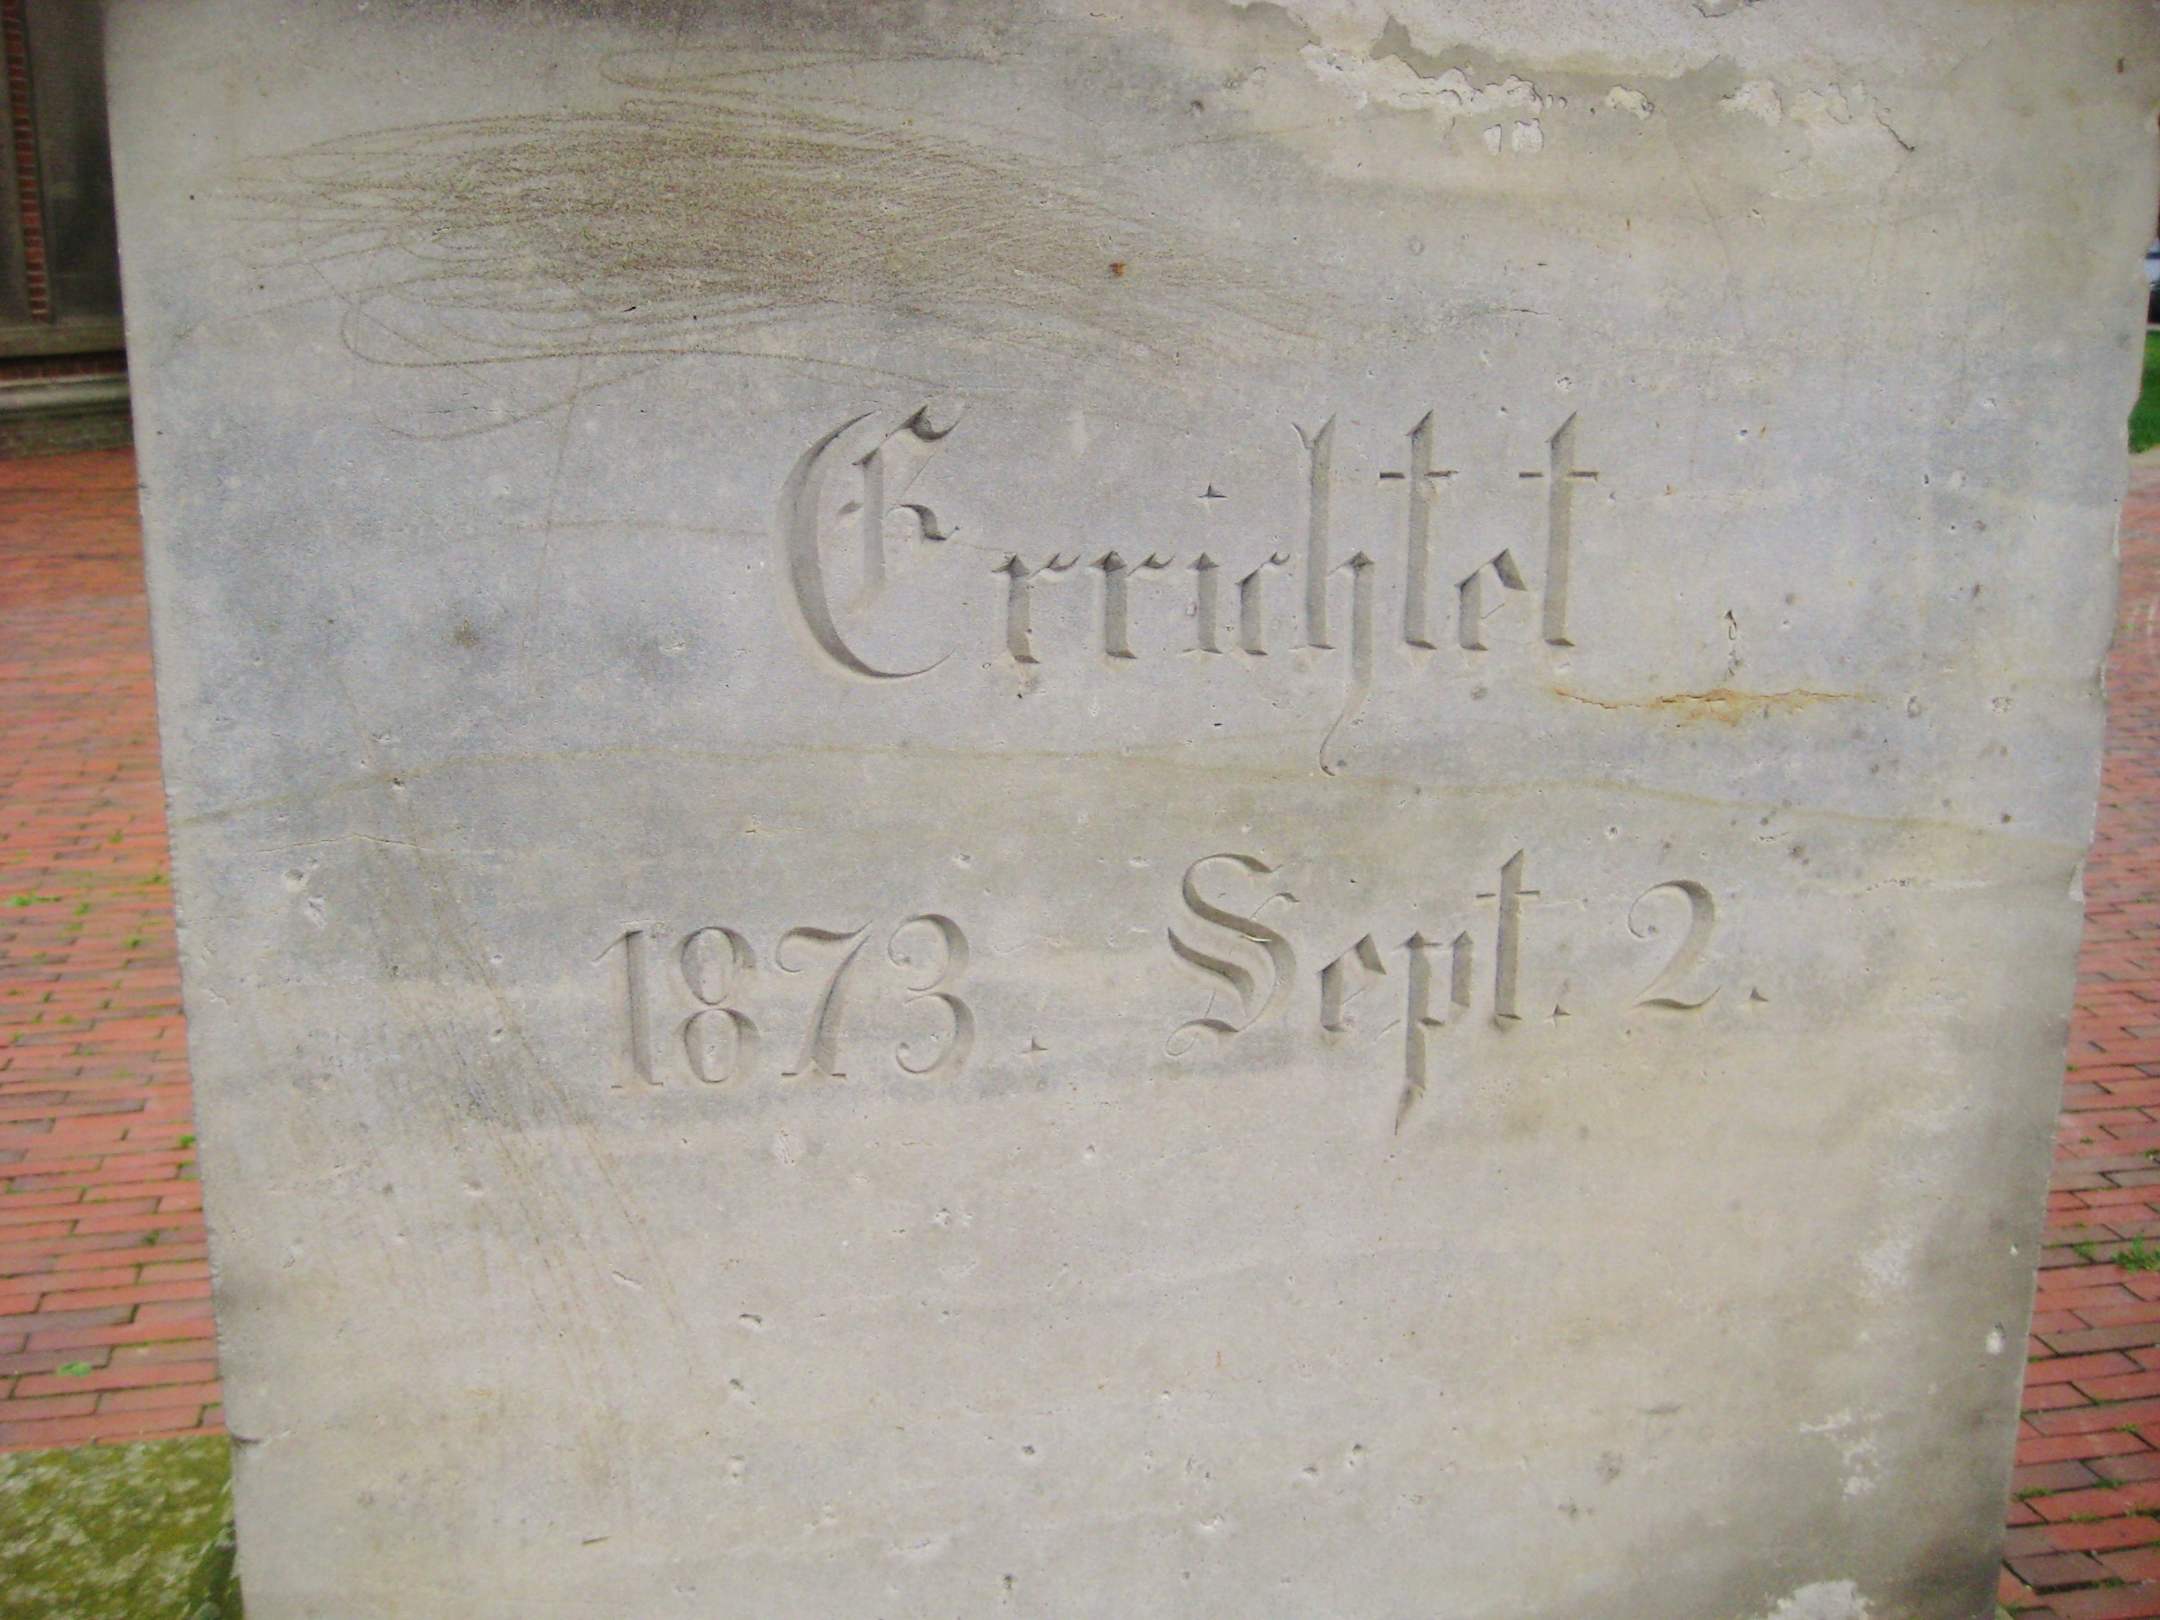 Errichtet
1873. Sept. 2.